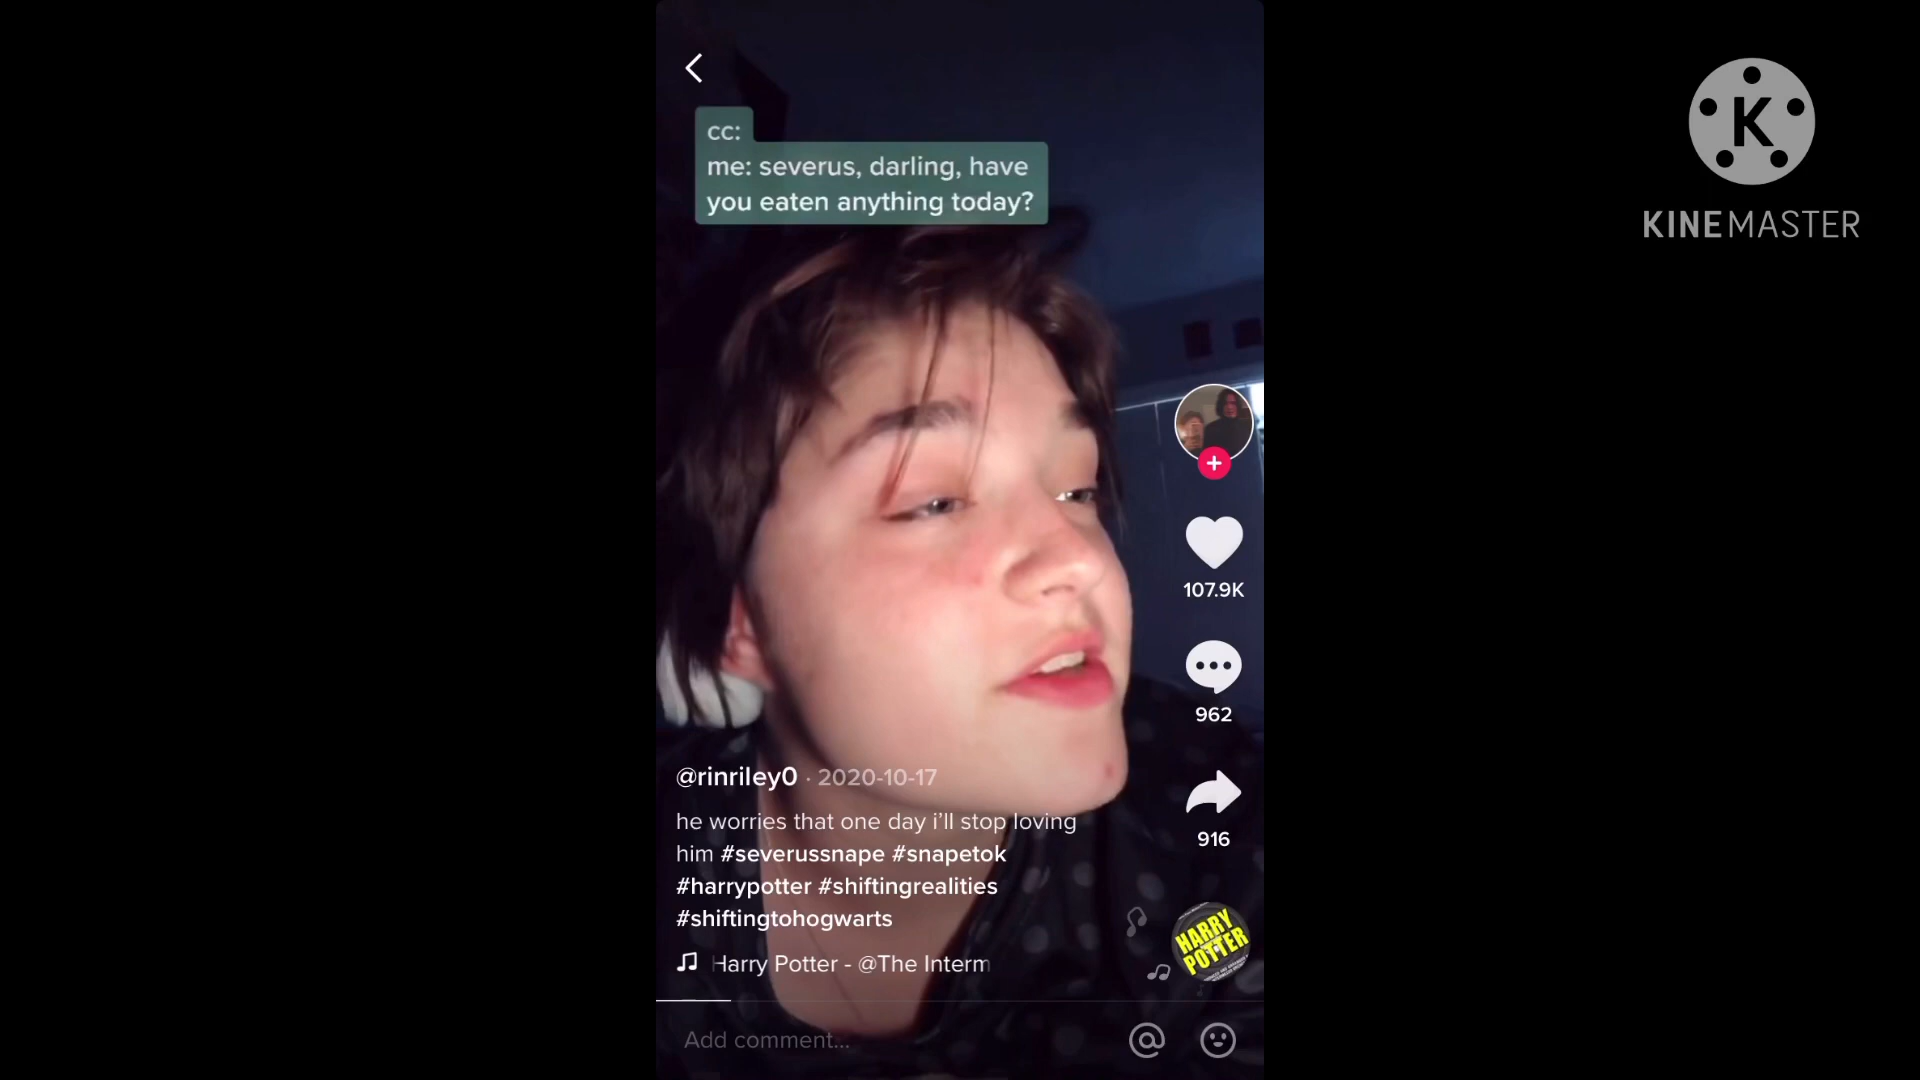 cc:
me: severus, darling, have
you eaten anything today?
K
KINEMASTER
107.9K
962
@rinriley0 · 2020-10-17
he worries that one day i’ll stop loving
him #severussnape #snapetok
#harrypotter #shiftingrealities
#shiftingtohogwarts
916
HARRY
POTTER
Harry Potter - @The Interm
Add comment...